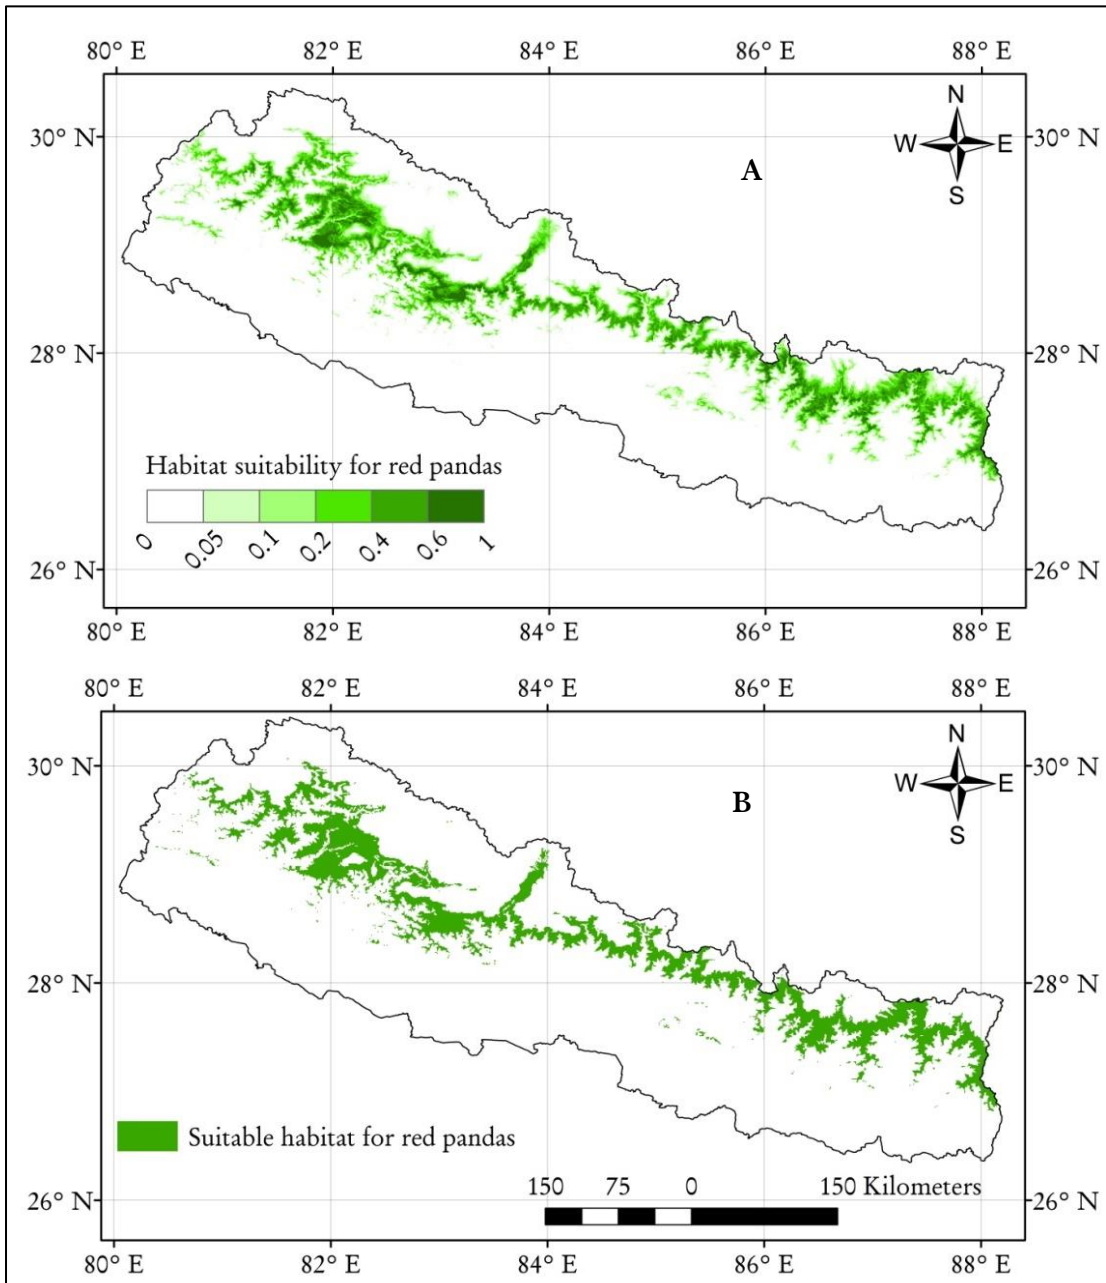 80° E 82° E 84° E 86° E 88° E
N
30° N W E 30° N
S
A
28° N 28° N
Habitat suitability for red pandas
0 0.05 0.1 0.2 0.4 0.6 1
26° N 26° N
80° E 82° E 84° E 86° E 88° E
80° E 82° E 84° E 86° E 88° E
N
30° N W E 30° N
B
S
28° N 28° N
Suitable habitat for red pandas
150 75 0 150 Kilometers
26° N 26° N
80° E 82° E 84° E 86° E 88° E